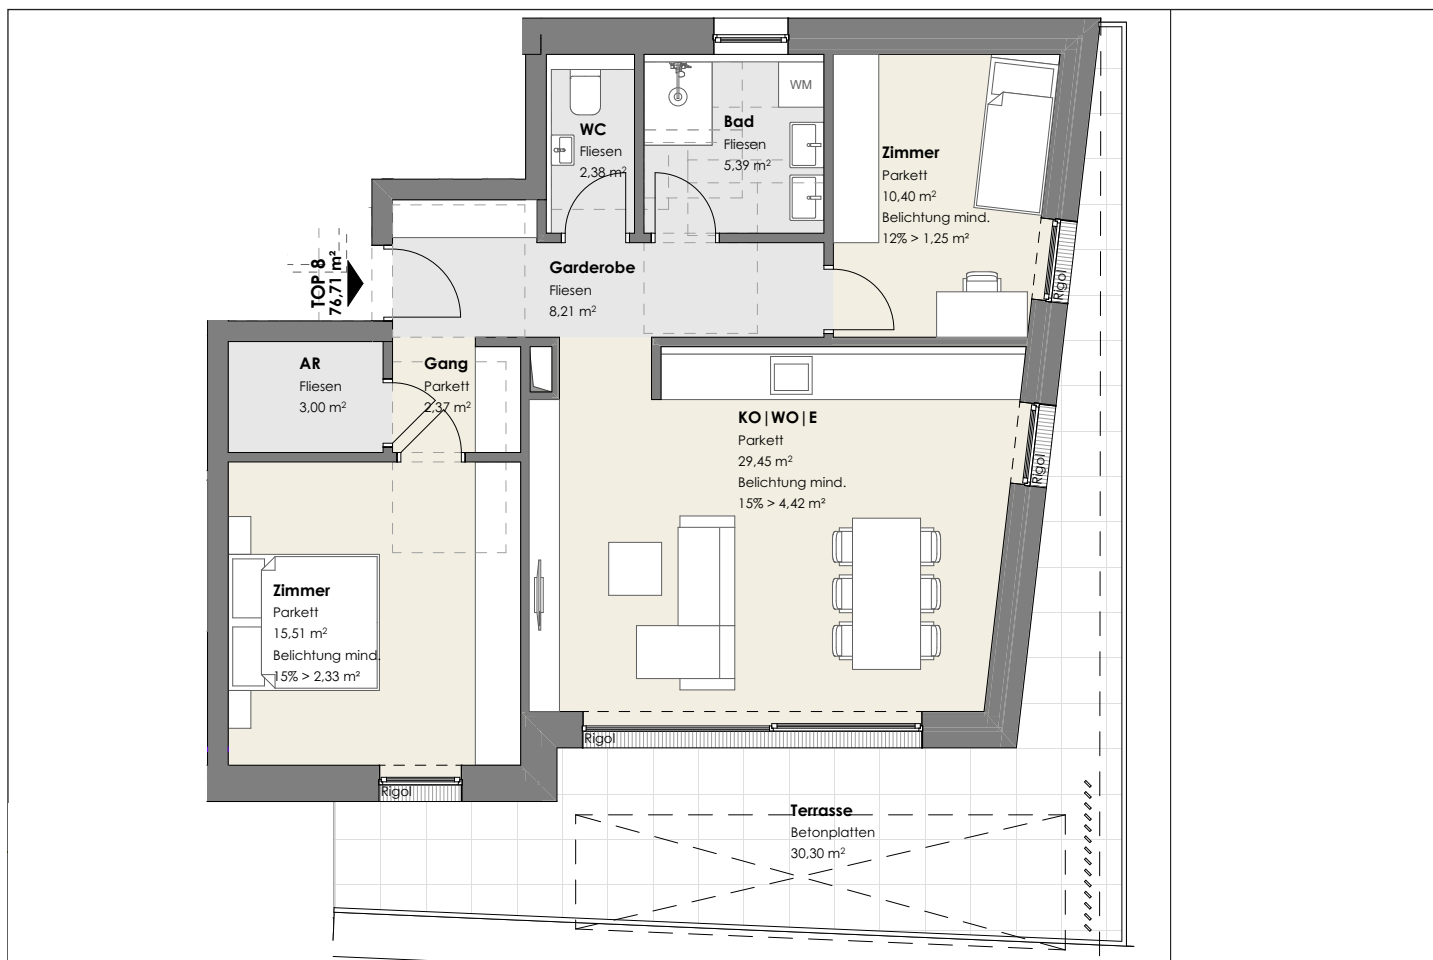 WC
Fliesen
2,38 m²
Bad
Fliesen
5,39 m²
WM
Zimmer
Parkett
10,40 m²
Belichtung mind.
12% > 1,25 m²
Rigol
TOP 8
76,71 m²
Garderobe
Fliesen
8,21 m²
AR
Fliesen
3,00 m²
Gang
Parkett
2,37 m²
KO|WO|E
Parkett
29,45 m²
Belichtung mind.
15% > 4,42 m²
Rigol
Zimmer
Parkett
15,51 m²
Belichtung mind.
15% > 2,33 m²
Rigol
Rigol
Terrasse
Betonplatten
30,30 m²